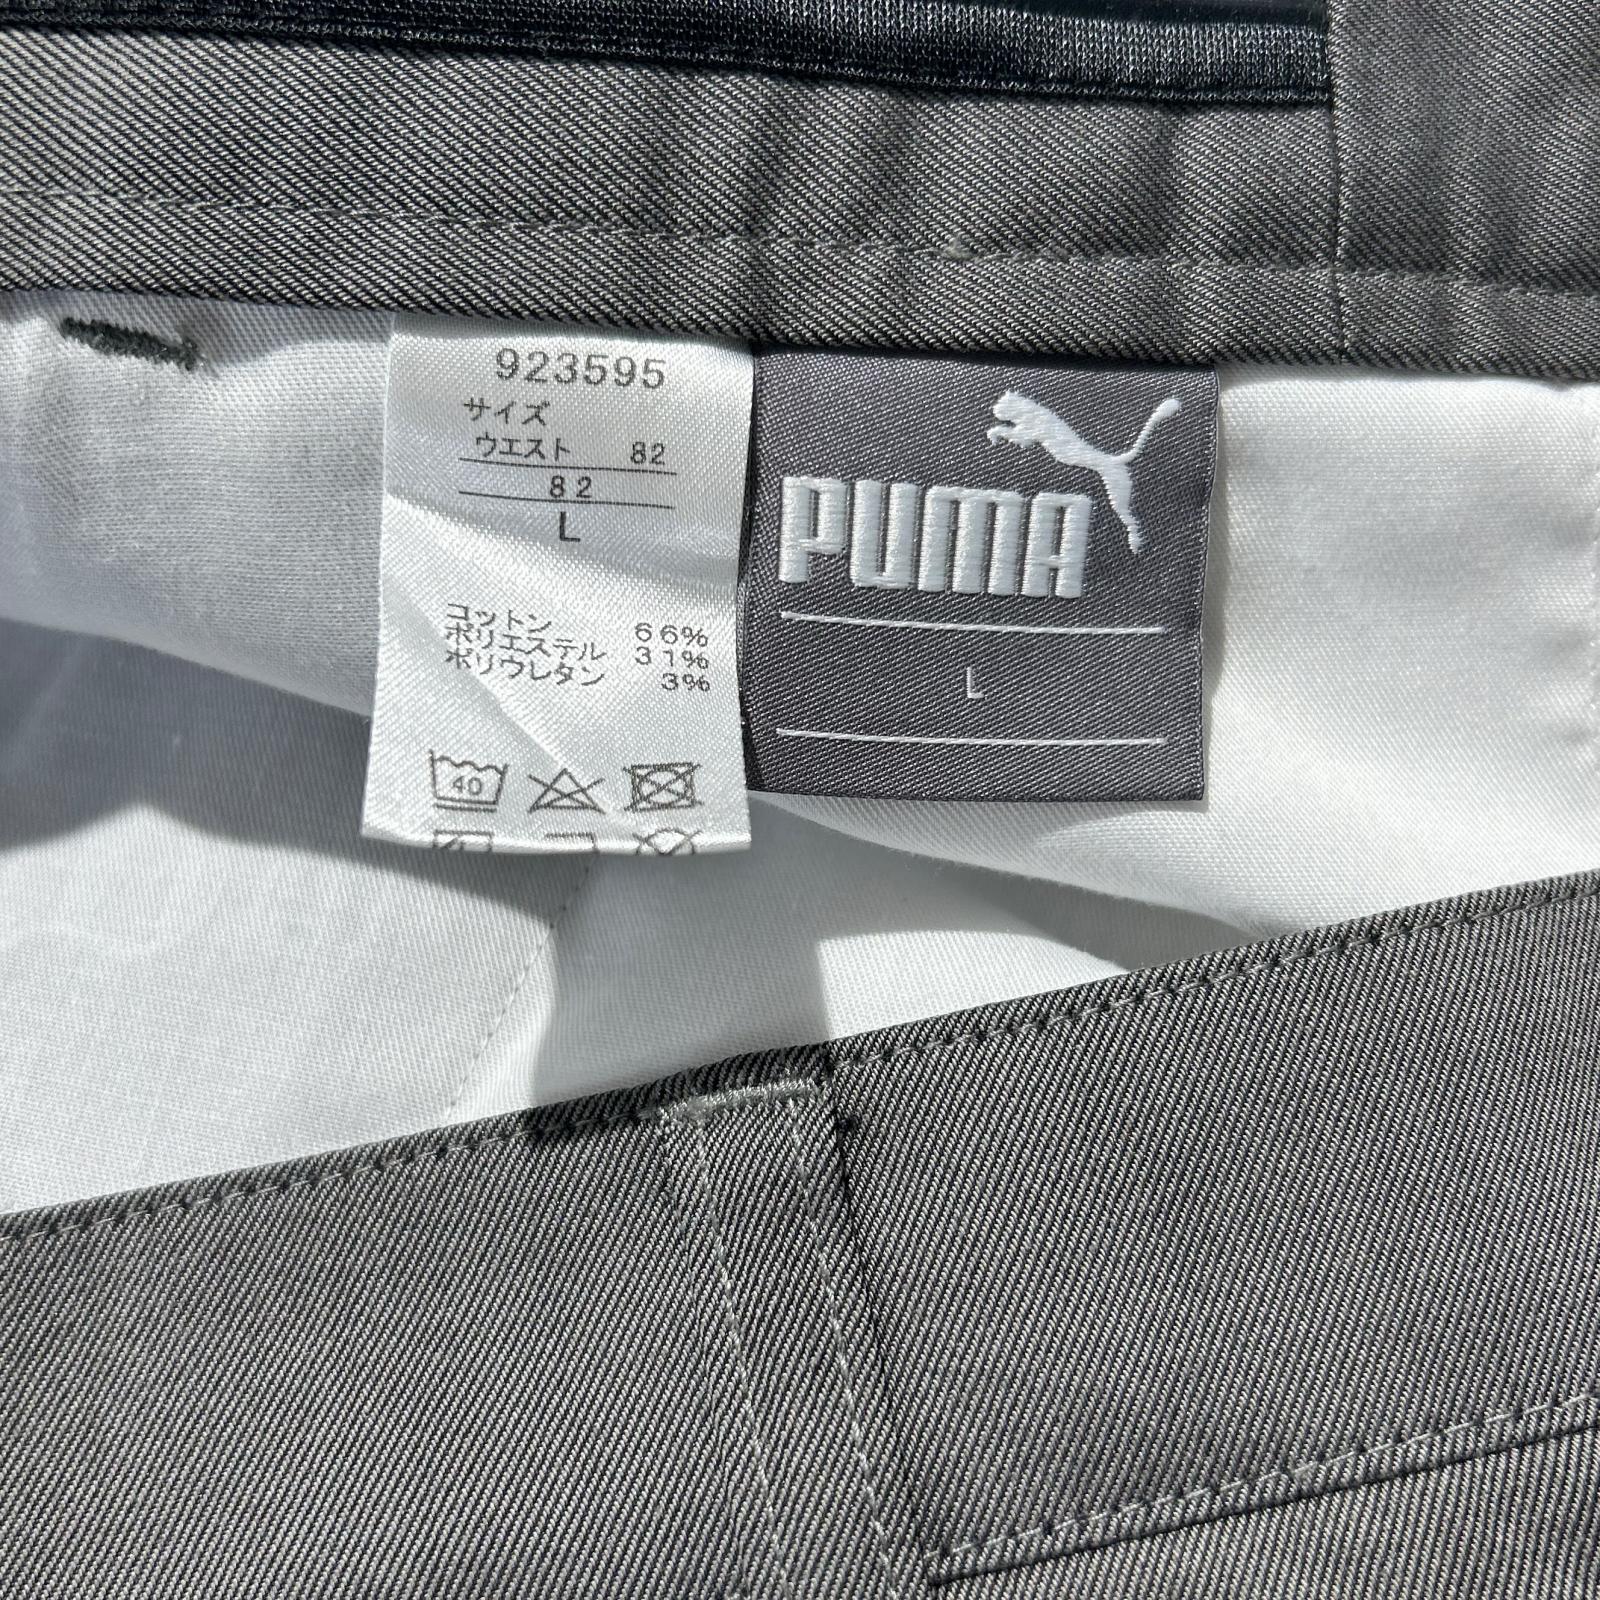 923595
サイズ
ウエスト 82
82
L
コットン 66%
ポリエステル 31%
ポリウレタン 3%
40
PUMA
L